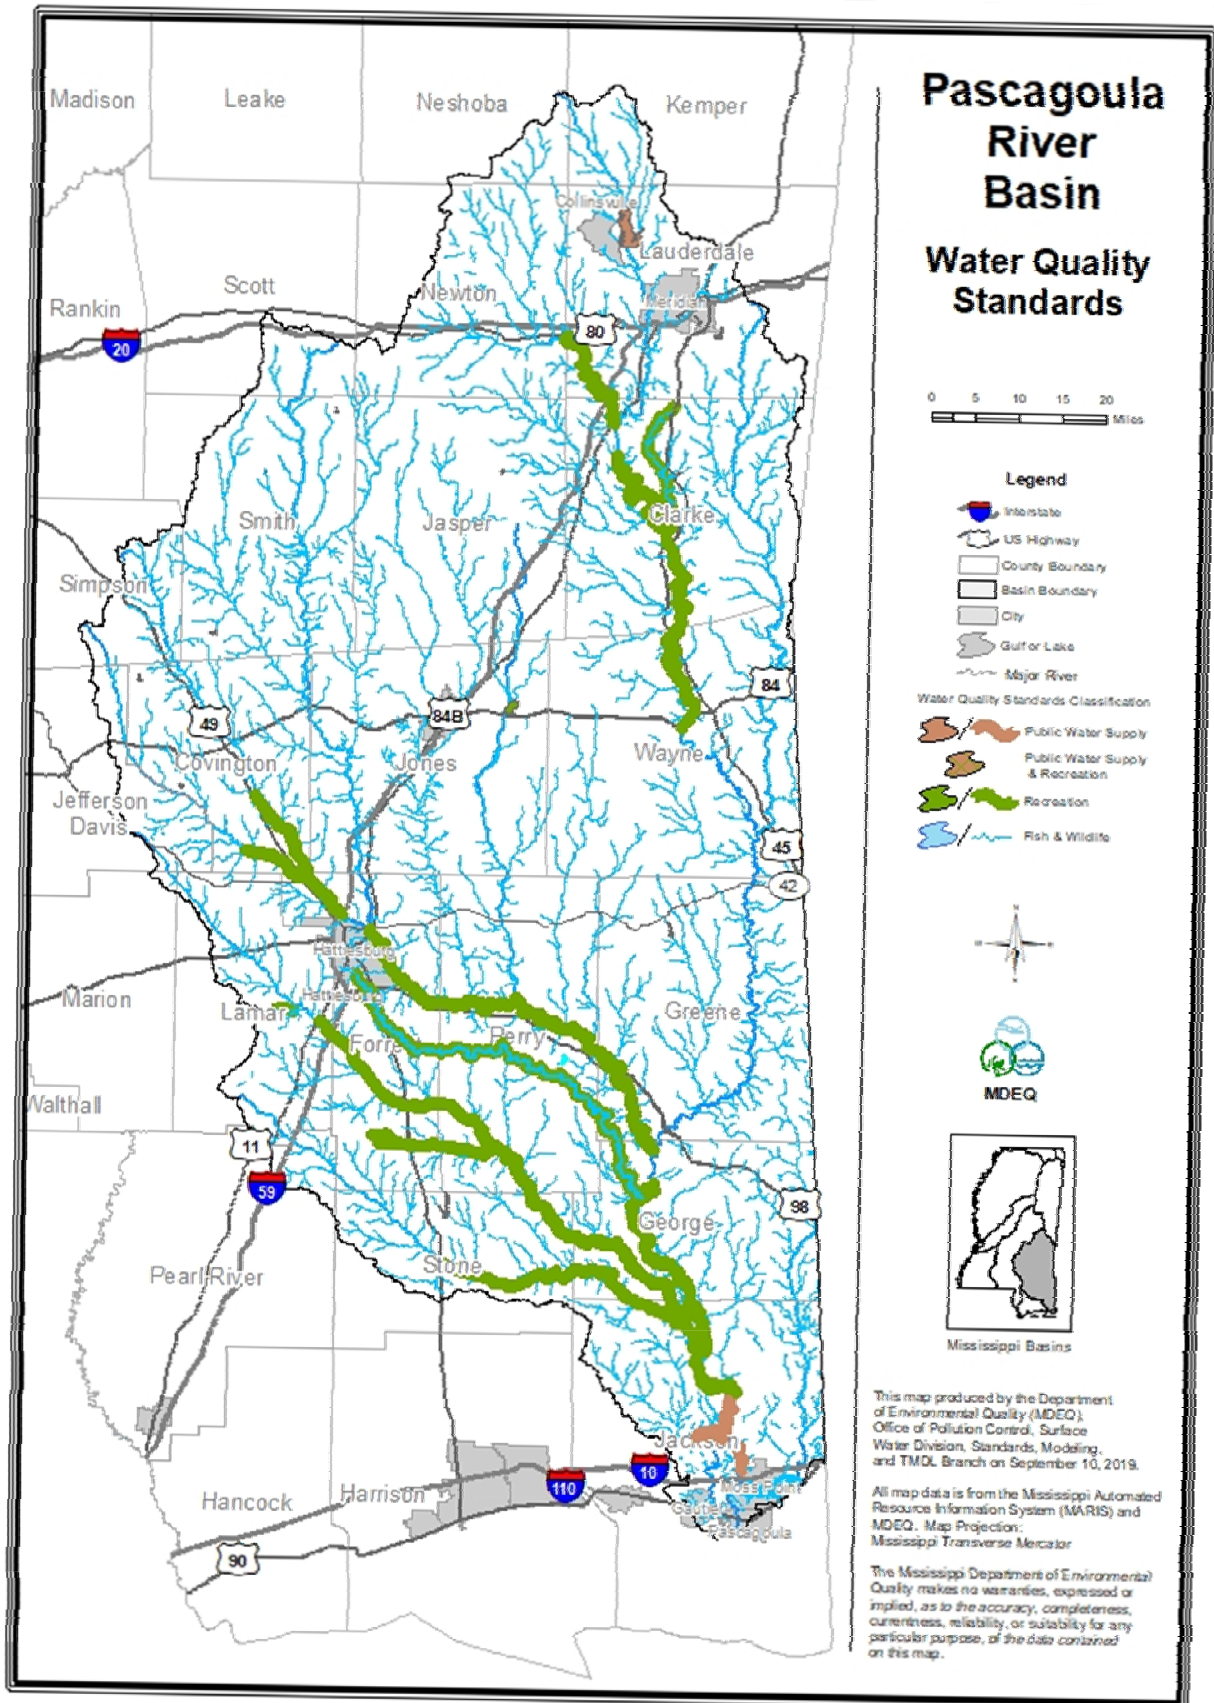 Pascagoula
River
Basin
Water Quality
Standards
0 5 10 15 20
Miles
Legend
Interstate
US Highway
County Boundary
Basin Boundary
City
Gulf or Lake
Major River
Water Quality Standards Classification
Public Water Supply
Public Water Supply
& Recreation
Recreation
Fish & Wildlife
N
MDEQ
Mississippi Basins
This map produced by the Department
of Environmental Quality (MDEQ),
Office of Pollution Control, Surface
Water Division, Standards, Modeling,
and TMDL Branch on September 10, 2019.
All map data is from the Mississippi Automated
Resource Information System (MARIS) and
MDEQ. Map Projection:
Mississippi Transverse Mercator
The Mississippi Department of Environmental
Quality makes no warranties, expressed or
implied, as to the accuracy, completeness,
currentness, reliability, or suitability for any
particular purpose, of the data contained
on this map.
Madison
Leake
Neshoba
Kemper
Collinsville
Lauderdale
Scott
Newton
Rankin
Meridian
80
20
Smith
Jasper
Clarke
Simpson
84
49
84B
Wayne
Covington
Jones
Jefferson
Davis
45
42
Hattiesburg
Marion
Hattiesburg
Lamar
Greene
Forre
Perry
Walthall
11
59
98
George
Stone
Pearl River
Jackson
10
110
Moss Point
Hancock
Harrison
Gautier
Pascagoula
90